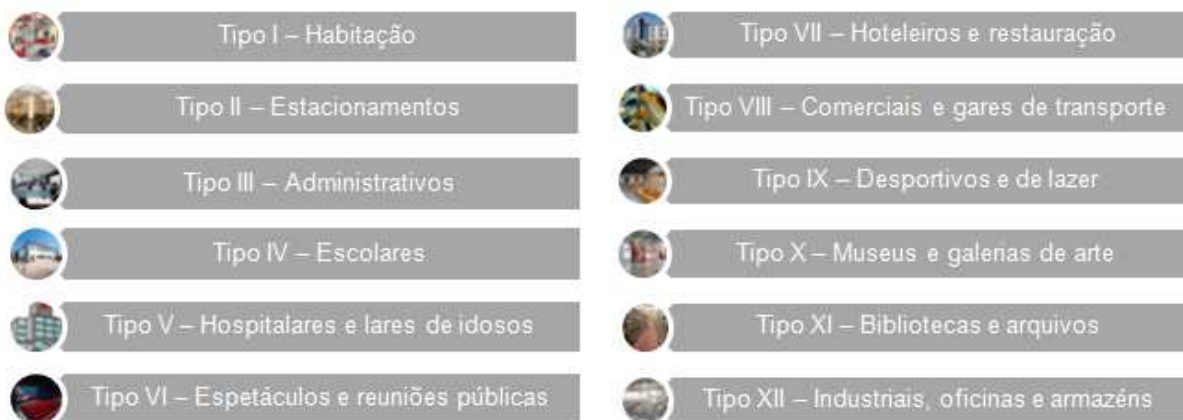 Tipo I – Habitação
Tipo II – Estacionamentos
Tipo III – Administrativos
Tipo IV – Escolares
Tipo V – Hospitalares e lares de idosos
Tipo VI – Espetáculos e reuniões públicas
Tipo VII – Hoteleiros e restauração
Tipo VIII – Comerciais e gares de transporte
Tipo IX – Desportivos e de lazer
Tipo X – Museus e galerias de arte
Tipo XI – Bibliotecas e arquivos
Tipo XII – Industriais, oficinas e armazéns